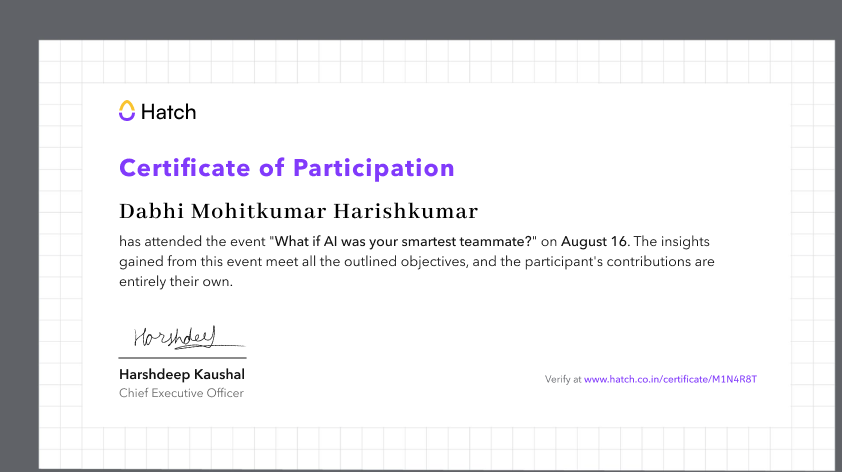 Hatch
Certificate of Participation
Dabhi Mohitkumar Harishkumar
has attended the event "What if AI was your smartest teammate?" on August 16. The insights
gained from this event meet all the outlined objectives, and the participant's contributions are
entirely their own.
Harshdeep
Harshdeep Kaushal
Chief Executive Officer
Verify at www.hatch.co.in/certificate/M1N4R8T